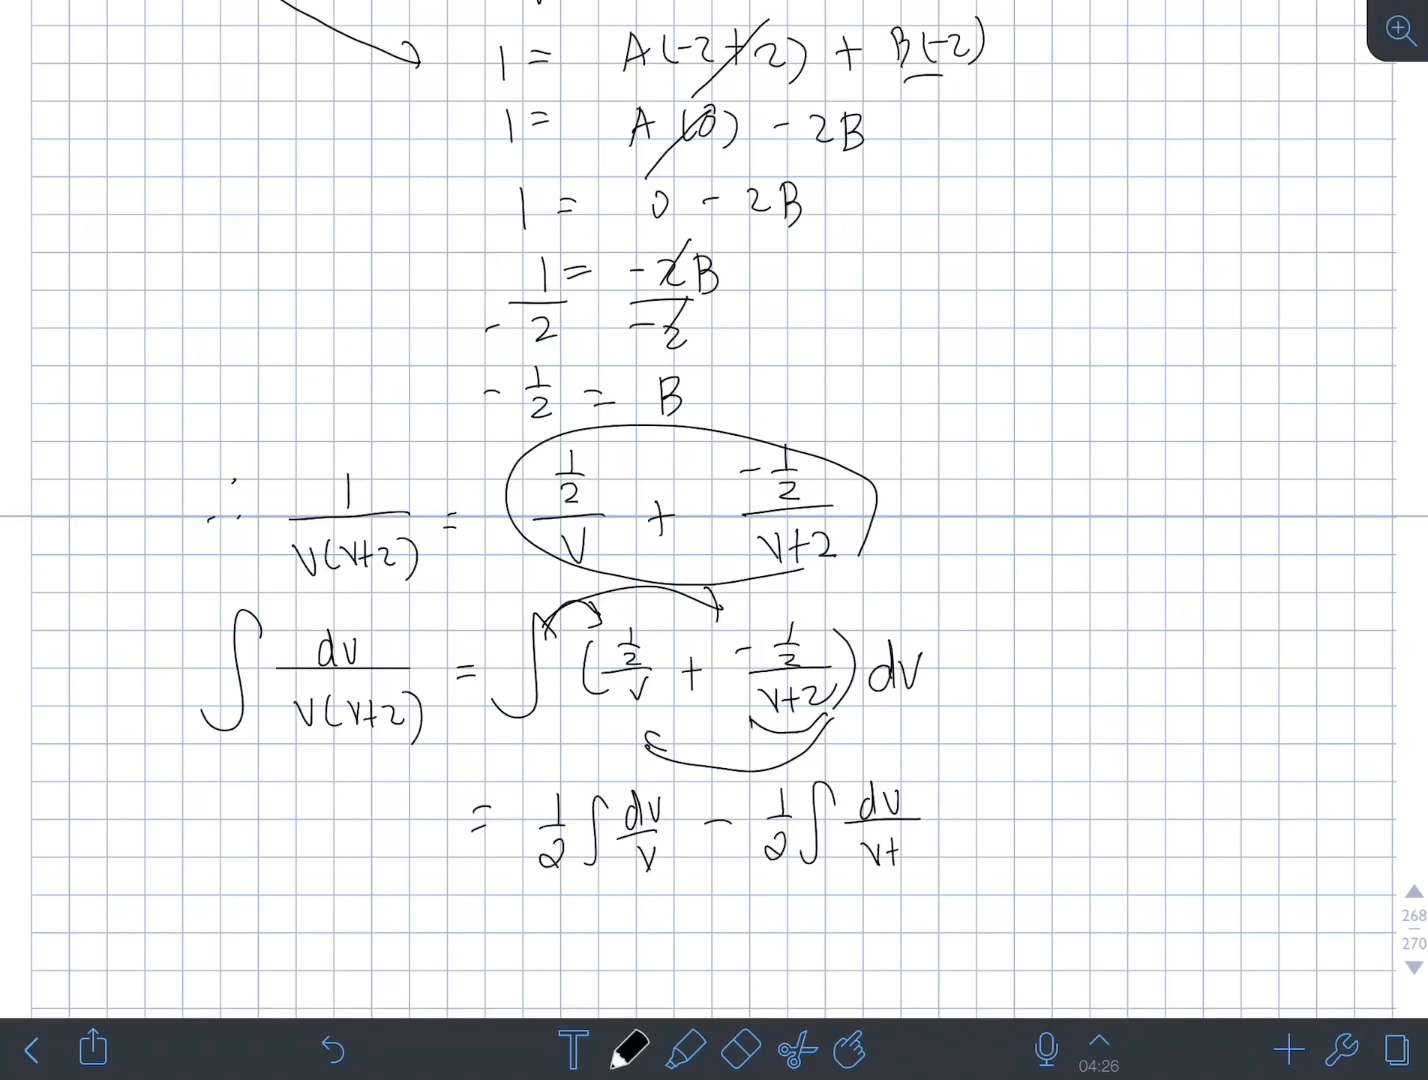 1 = A(-2+2) + B(-2)
1 = A(0) - 2B
1 = 0 - 2B
1/-2 = -2B/-2
-1/2 = B
∴ 1/V(V+2) = 1/2/V + -1/2/V+2
∫ dv/V(V+2) = ∫ (1/2/V + -1/2/V+2) dv
= 1/2 ∫ dv/V - 1/2 ∫ dv/V+
268
270
T
04:26